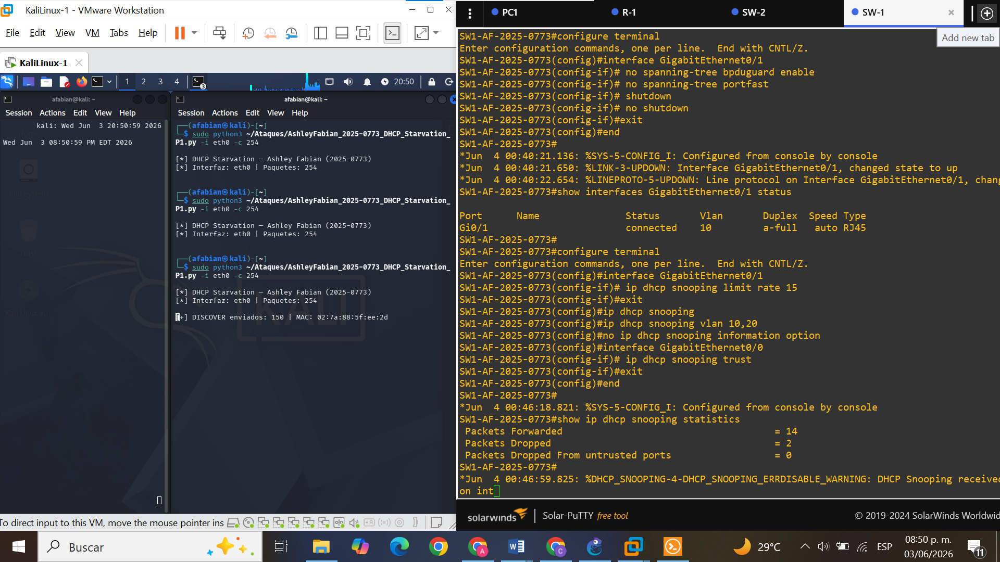 KaliLinux-1 - VMware Workstation
File Edit View VM Tabs Help
KaliLinux-1
1 2 3 4 3 20:50
afabian@kali: ~
Session Actions Edit View Help
kali: Wed Jun  3 20:50:59 2026
Wed Jun  3 08:50:59 PM EDT 2026
File System
Trash
Kali Linux a...
afabian@kali: ~
Session Actions Edit View Help
┌──(afabian㉿kali)-[~]
└─$ sudo python3 ~/Ataques/AshleyFabian_2025-0773_DHCP_Starvation_
P1.py -i eth0 -c 254
[*] DHCP Starvation — Ashley Fabian (2025-0773)
[*] Interfaz: eth0 | Paquetes: 254
┌──(afabian㉿kali)-[~]
└─$ sudo python3 ~/Ataques/AshleyFabian_2025-0773_DHCP_Starvation_
P1.py -i eth0 -c 254
[*] DHCP Starvation — Ashley Fabian (2025-0773)
[*] Interfaz: eth0 | Paquetes: 254
┌──(afabian㉿kali)-[~]
└─$ sudo python3 ~/Ataques/AshleyFabian_2025-0773_DHCP_Starvation_
P1.py -i eth0 -c 254
[*] DHCP Starvation — Ashley Fabian (2025-0773)
[*] Interfaz: eth0 | Paquetes: 254
[+] DISCOVER enviados: 150 | MAC: 02:7a:88:5f:ee:2d
KALI
To direct input to this VM, move the mouse pointer ins
PC1 R-1 SW-2 SW-1
Add new tab
SW1-AF-2025-0773#configure terminal
Enter configuration commands, one per line.  End with CNTL/Z.
SW1-AF-2025-0773(config)#interface GigabitEthernet0/1
SW1-AF-2025-0773(config-if)# no spanning-tree bpduguard enable
SW1-AF-2025-0773(config-if)# no spanning-tree portfast
SW1-AF-2025-0773(config-if)# shutdown
SW1-AF-2025-0773(config-if)# no shutdown
SW1-AF-2025-0773(config-if)#exit
SW1-AF-2025-0773(config)#end
SW1-AF-2025-0773#
*Jun  4 00:40:21.136: %SYS-5-CONFIG_I: Configured from console by console
*Jun  4 00:40:21.650: %LINK-3-UPDOWN: Interface GigabitEthernet0/1, changed state to up
*Jun  4 00:40:22.654: %LINEPROTO-5-UPDOWN: Line protocol on Interface GigabitEthernet0/1, chang
SW1-AF-2025-0773#show interfaces GigabitEthernet0/1 status
Port      Name               Status       Vlan       Duplex  Speed Type
Gi0/1                        connected    10         a-full   auto RJ45
SW1-AF-2025-0773#
SW1-AF-2025-0773#configure terminal
Enter configuration commands, one per line.  End with CNTL/Z.
SW1-AF-2025-0773(config)#interface GigabitEthernet0/1
SW1-AF-2025-0773(config-if)# ip dhcp snooping limit rate 15
SW1-AF-2025-0773(config-if)#exit
SW1-AF-2025-0773(config)#ip dhcp snooping
SW1-AF-2025-0773(config)#ip dhcp snooping vlan 10,20
SW1-AF-2025-0773(config)#no ip dhcp snooping information option
SW1-AF-2025-0773(config)#interface GigabitEthernet0/0
SW1-AF-2025-0773(config-if)# ip dhcp snooping trust
SW1-AF-2025-0773(config-if)#exit
SW1-AF-2025-0773(config)#end
SW1-AF-2025-0773#
*Jun  4 00:46:18.821: %SYS-5-CONFIG_I: Configured from console by console
SW1-AF-2025-0773#show ip dhcp snooping statistics
Packets Forwarded                                     = 14
Packets Dropped                                       = 2
Packets Dropped From untrusted ports                  = 0
SW1-AF-2025-0773#
*Jun  4 00:46:59.825: %DHCP_SNOOPING-4-DHCP_SNOOPING_ERRDISABLE_WARNING: DHCP Snooping received
on int
solarwinds | Solar-PuTTY free tool © 2019-2024 SolarWinds Worldwid
Buscar
29°C ESP 08:50 p. m.
03/06/2026
11